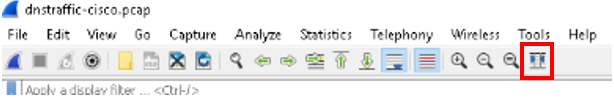 dnstraffic-cisco.pcap
File Edit View Go Capture Analyze Statistics Telephony Wireless Tools Help
Apply a display filter ... <Ctrl-/>